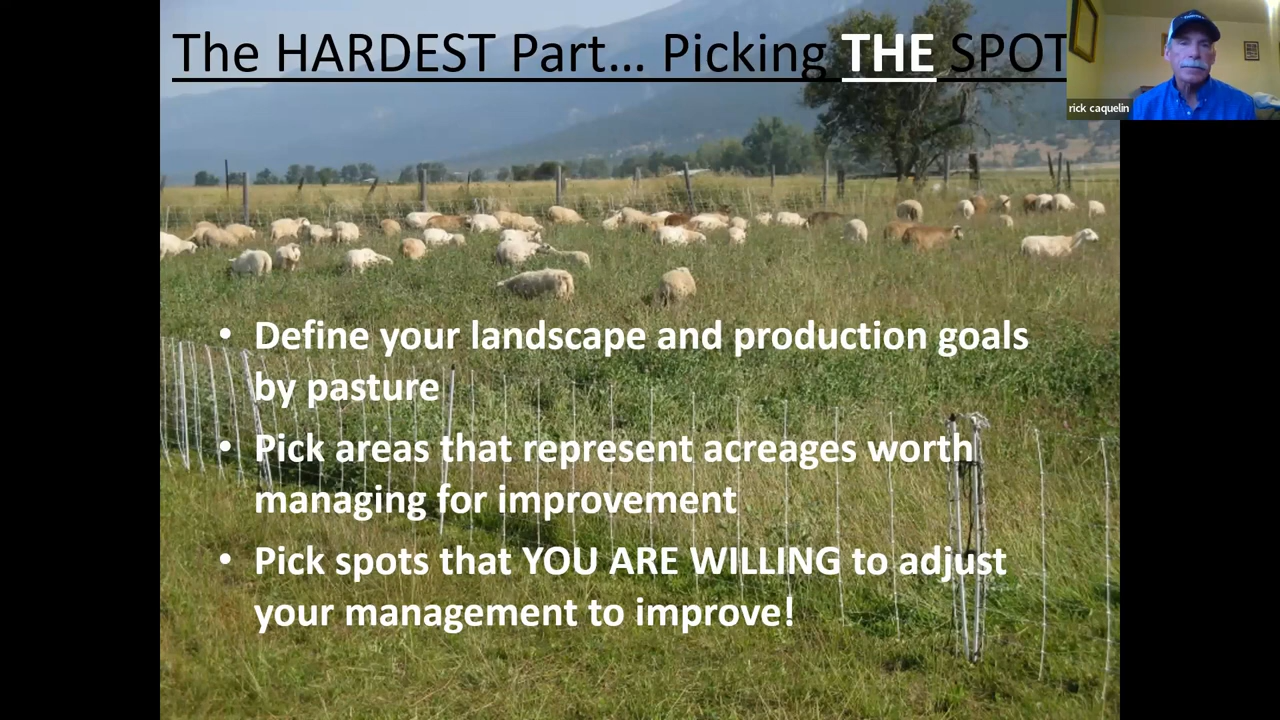 The HARDEST Part... Picking THE SPOT
rick caquelin
• Define your landscape and production goals
by pasture
• Pick areas that represent acreages worth
managing for improvement
• Pick spots that YOU ARE WILLING to adjust
your management to improve!